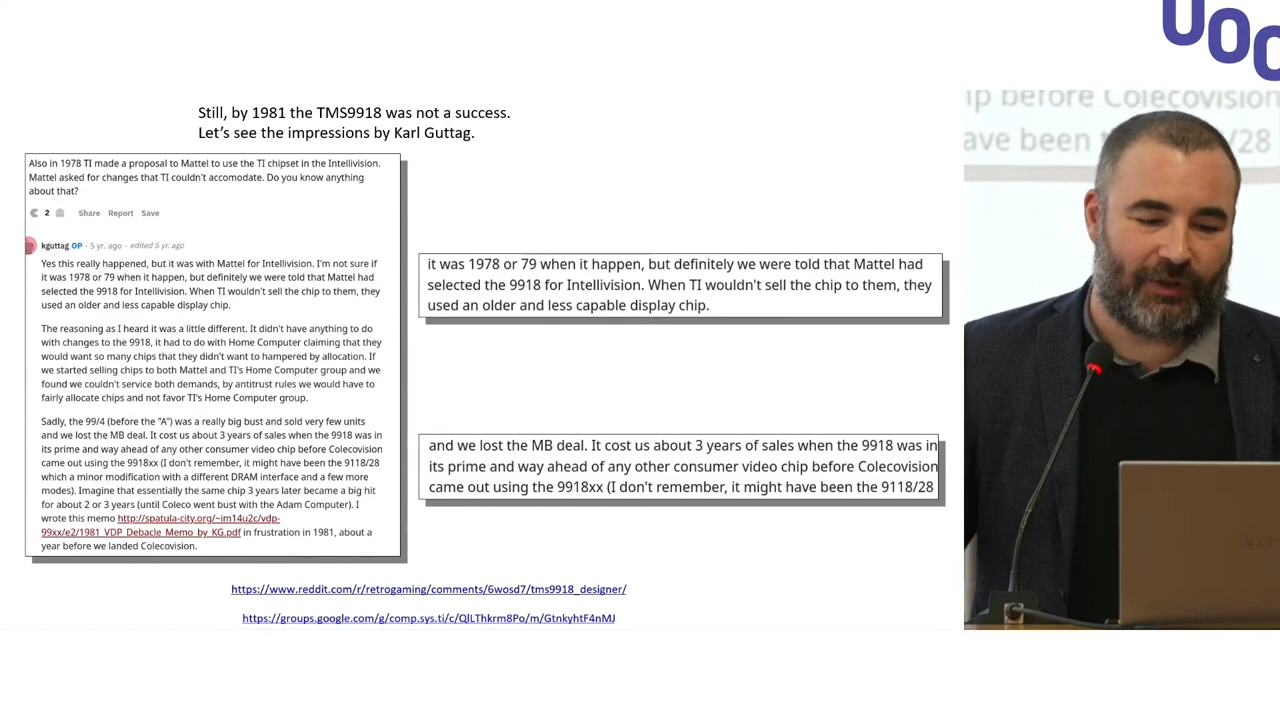 UOC
Still, by 1981 the TMS9918 was not a success.
Let's see the impressions by Karl Guttag.
Also in 1978 TI made a proposal to Mattel to use the TI chipset in the Intellivision.
Mattel asked for changes that TI couldn't accomodate. Do you know anything
about that?
2 Share Report Save
kguttag OP · 5 yr. ago · edited 5 yr. ago
Yes this really happened, but it was with Mattel for Intellivision. I'm not sure if
it was 1978 or 79 when it happen, but definitely we were told that Mattel had
selected the 9918 for Intellivision. When TI wouldn't sell the chip to them, they
used an older and less capable display chip.
The reasoning as I heard it was a little different. It didn't have anything to do
with changes to the 9918, it had to do with Home Computer claiming that they
would want so many chips that they didn't want to hampered by allocation. If
we started selling chips to both Mattel and TI's Home Computer group and we
found we couldn't service both demands, by antitrust rules we would have to
fairly allocate chips and not favor TI's Home Computer group.
Sadly, the 99/4 (before the "A") was a really big bust and sold very few units
and we lost the MB deal. It cost us about 3 years of sales when the 9918 was in
its prime and way ahead of any other consumer video chip before Colecovision
came out using the 9918xx (I don't remember, it might have been the 9118/28
which a minor modification with a different DRAM interface and a few more
modes). Imagine that essentially the same chip 3 years later became a big hit
for about 2 or 3 years (until Coleco went bust with the Adam Computer). I
wrote this memo http://spatula-city.org/~im14u2c/vdp-
99xx/e2/1981_VDP_Debacle_Memo_by_KG.pdf in frustration in 1981, about a
year before we landed Colecovision.
it was 1978 or 79 when it happen, but definitely we were told that Mattel had
selected the 9918 for Intellivision. When TI wouldn't sell the chip to them, they
used an older and less capable display chip.
and we lost the MB deal. It cost us about 3 years of sales when the 9918 was in
its prime and way ahead of any other consumer video chip before Colecovision
came out using the 9918xx (I don't remember, it might have been the 9118/28
https://www.reddit.com/r/retrogaming/comments/6wosd7/tms9918_designer/
https://groups.google.com/g/comp.sys.ti/c/QlLThkrm8Po/m/GtnkyhtF4nMJ
ip before Colecovision
ave been t /28